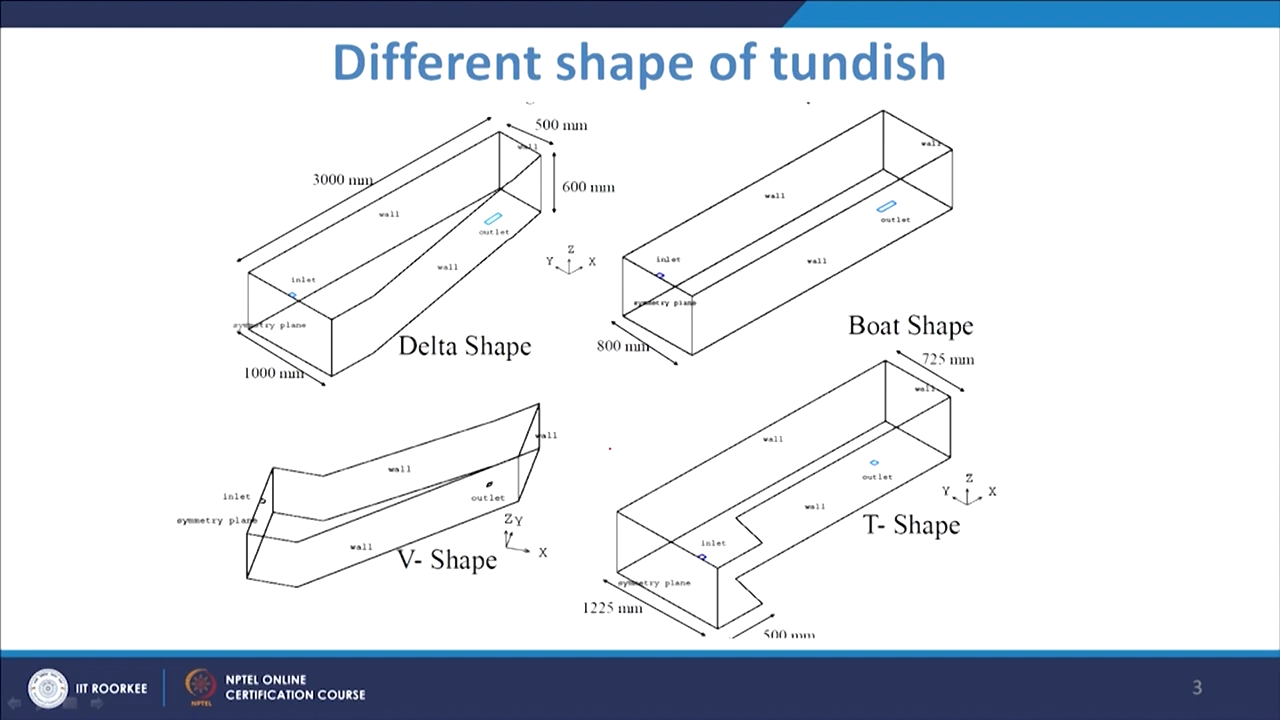 Different shape of tundish
500 mm
wall
3000 mm
600 mm
wall
outlet
wall
inlet
symmetry plane
1000 mm
Delta Shape
Z
Y X
wall
wall
outlet
inlet
wall
symmetry plane
800 mm
Boat Shape
wall
wall
inlet
outlet
symmetry plane
wall
V- Shape
Z Y
X
725 mm
wall
wall
outlet
Z
Y X
wall
T- Shape
inlet
symmetry plane
1225 mm
500 mm
IIT ROORKEE
NPTEL ONLINE
CERTIFICATION COURSE
NPTEL
3